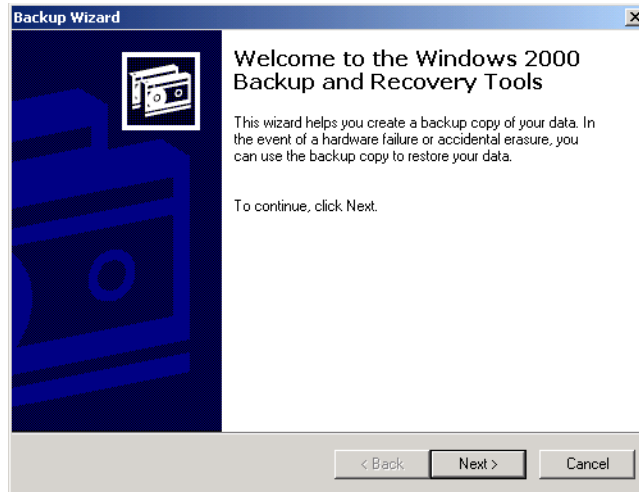 Backup Wizard
Welcome to the Windows 2000
Backup and Recovery Tools
This wizard helps you create a backup copy of your data. In
the event of a hardware failure or accidental erasure, you
can use the backup copy to restore your data.
To continue, click Next.
< Back
Next >
Cancel